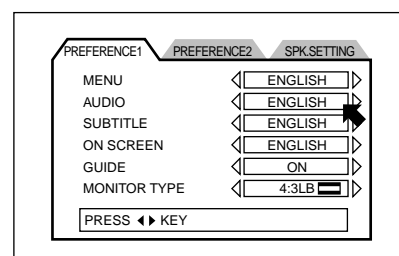 PREFERENCE1 PREFERENCE2 SPK.SETTING
MENU ENGLISH
AUDIO ENGLISH
SUBTITLE ENGLISH
ON SCREEN ENGLISH
GUIDE ON
MONITOR TYPE 4:3LB
PRESS ◀▶ KEY